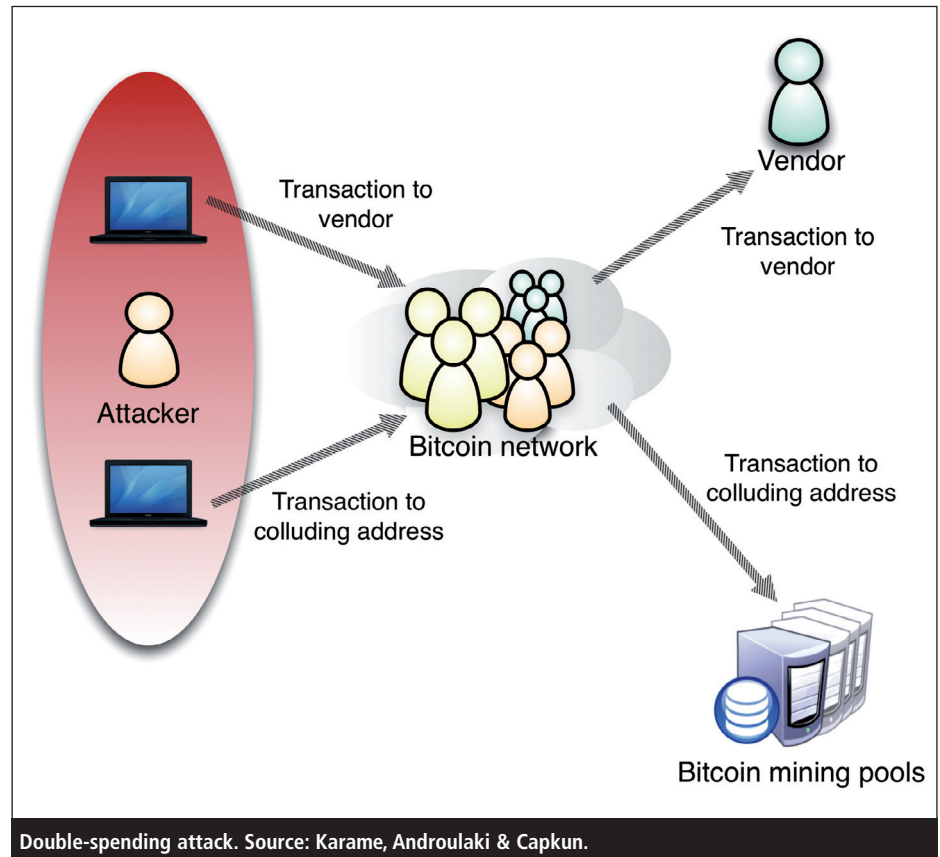 Vendor
Transaction to
vendor
Transaction to
vendor
Attacker
Bitcoin network
Transaction to
colluding address
Transaction to
colluding address
Bitcoin mining pools
Double-spending attack. Source: Karame, Androulaki & Capkun.